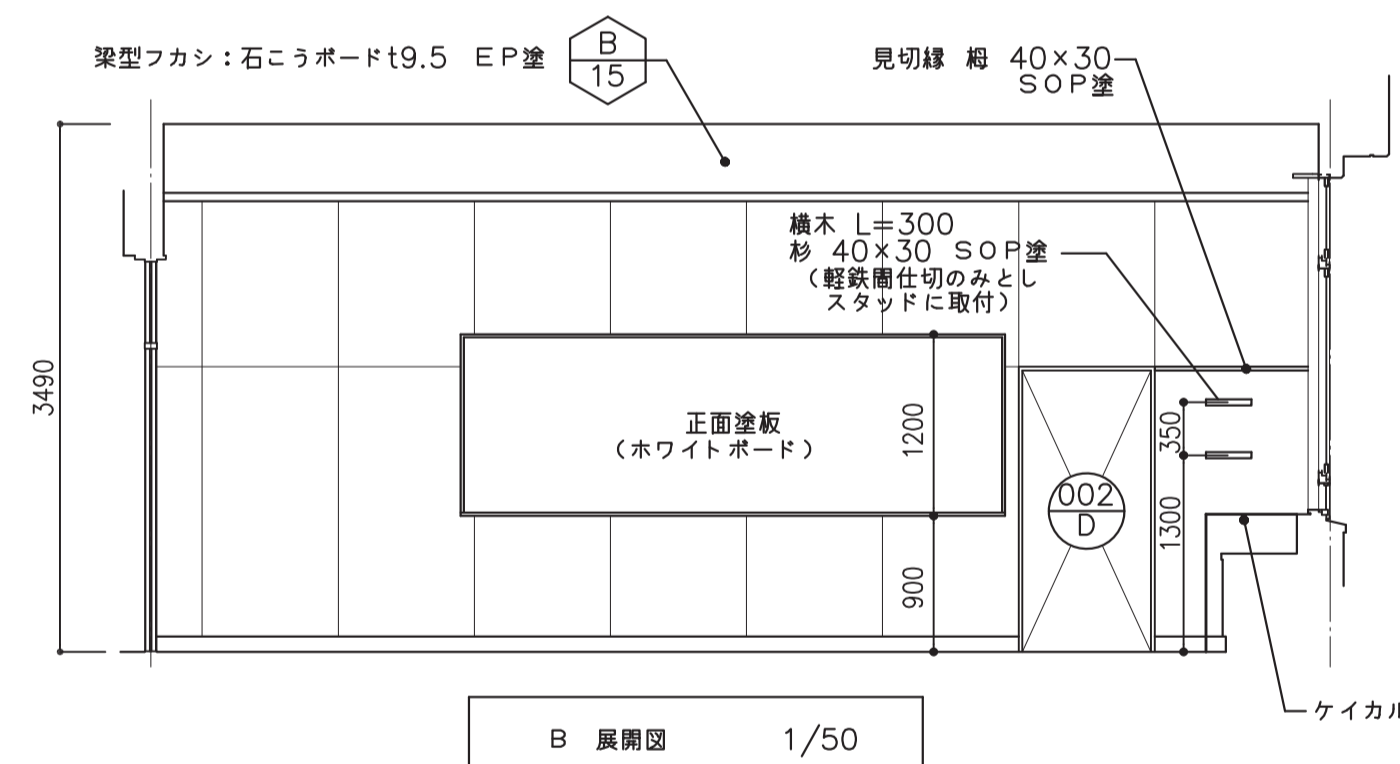 梁型フカシ：石こうボードt9.5 ＥＰ塗
B
15
見切縁 栂 40×30
ＳＯＰ塗
横木 L=300
杉 40×30 ＳＯＰ塗
（軽鉄間仕切のみとし
スタッドに取付）
3490
正面塗板
（ホワイトボード）
1200
900
350
1300
002
D
ケイカル
B 展開図 1/50